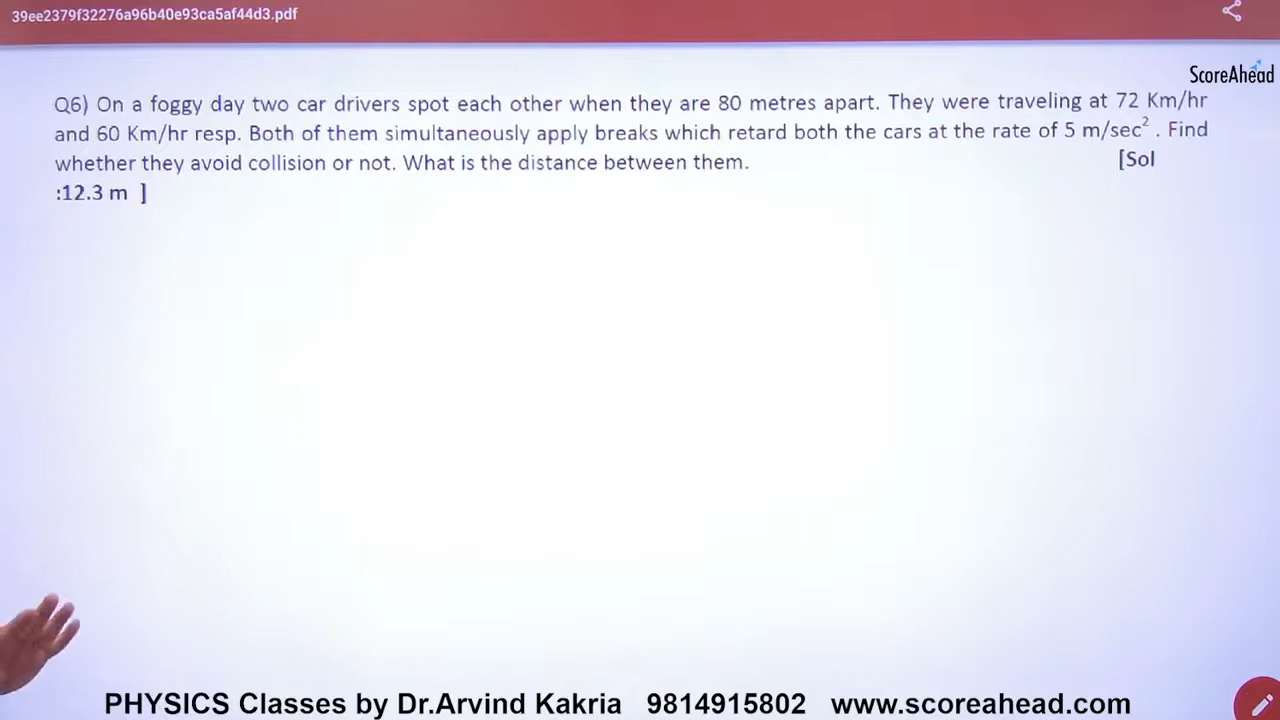 39ee2379f32276a96b40e93ca5af44d3.pdf
ScoreAhead
Q6) On a foggy day two car drivers spot each other when they are 80 metres apart. They were traveling at 72 Km/hr
and 60 Km/hr resp. Both of them simultaneously apply breaks which retard both the cars at the rate of 5 m/sec² . Find
whether they avoid collision or not. What is the distance between them. [Sol
:12.3 m ]
PHYSICS Classes by Dr.Arvind Kakria 9814915802 www.scoreahead.com